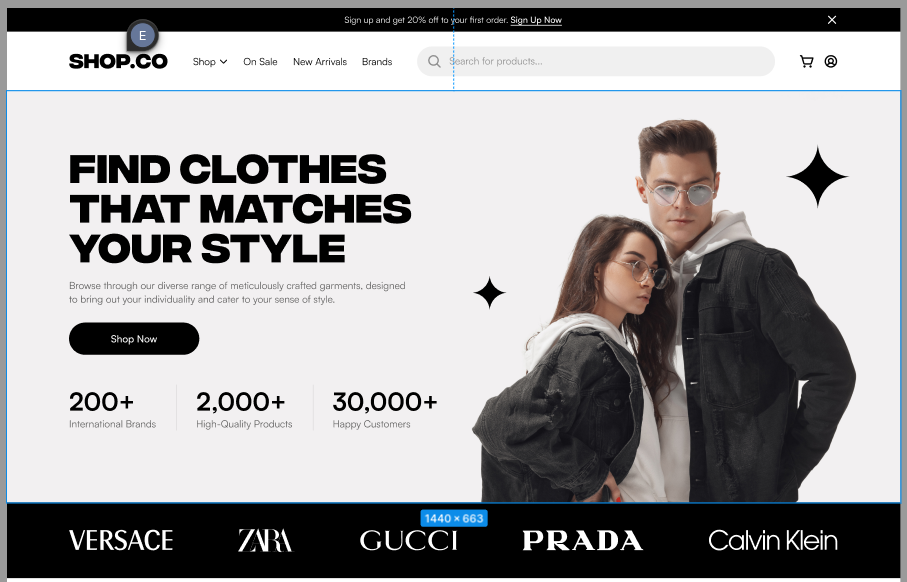 Sign up and get 20% off to your first order. Sign Up Now
E
SHOP.CO
Shop
On Sale
New Arrivals
Brands
Search for products...
FIND CLOTHES
THAT MATCHES
YOUR STYLE
Browse through our diverse range of meticulously crafted garments, designed
to bring out your individuality and cater to your sense of style.
Shop Now
200+
International Brands
2,000+
High-Quality Products
30,000+
Happy Customers
1440 × 663
VERSACE
ZARA
GUCCI
PRADA
Calvin Klein